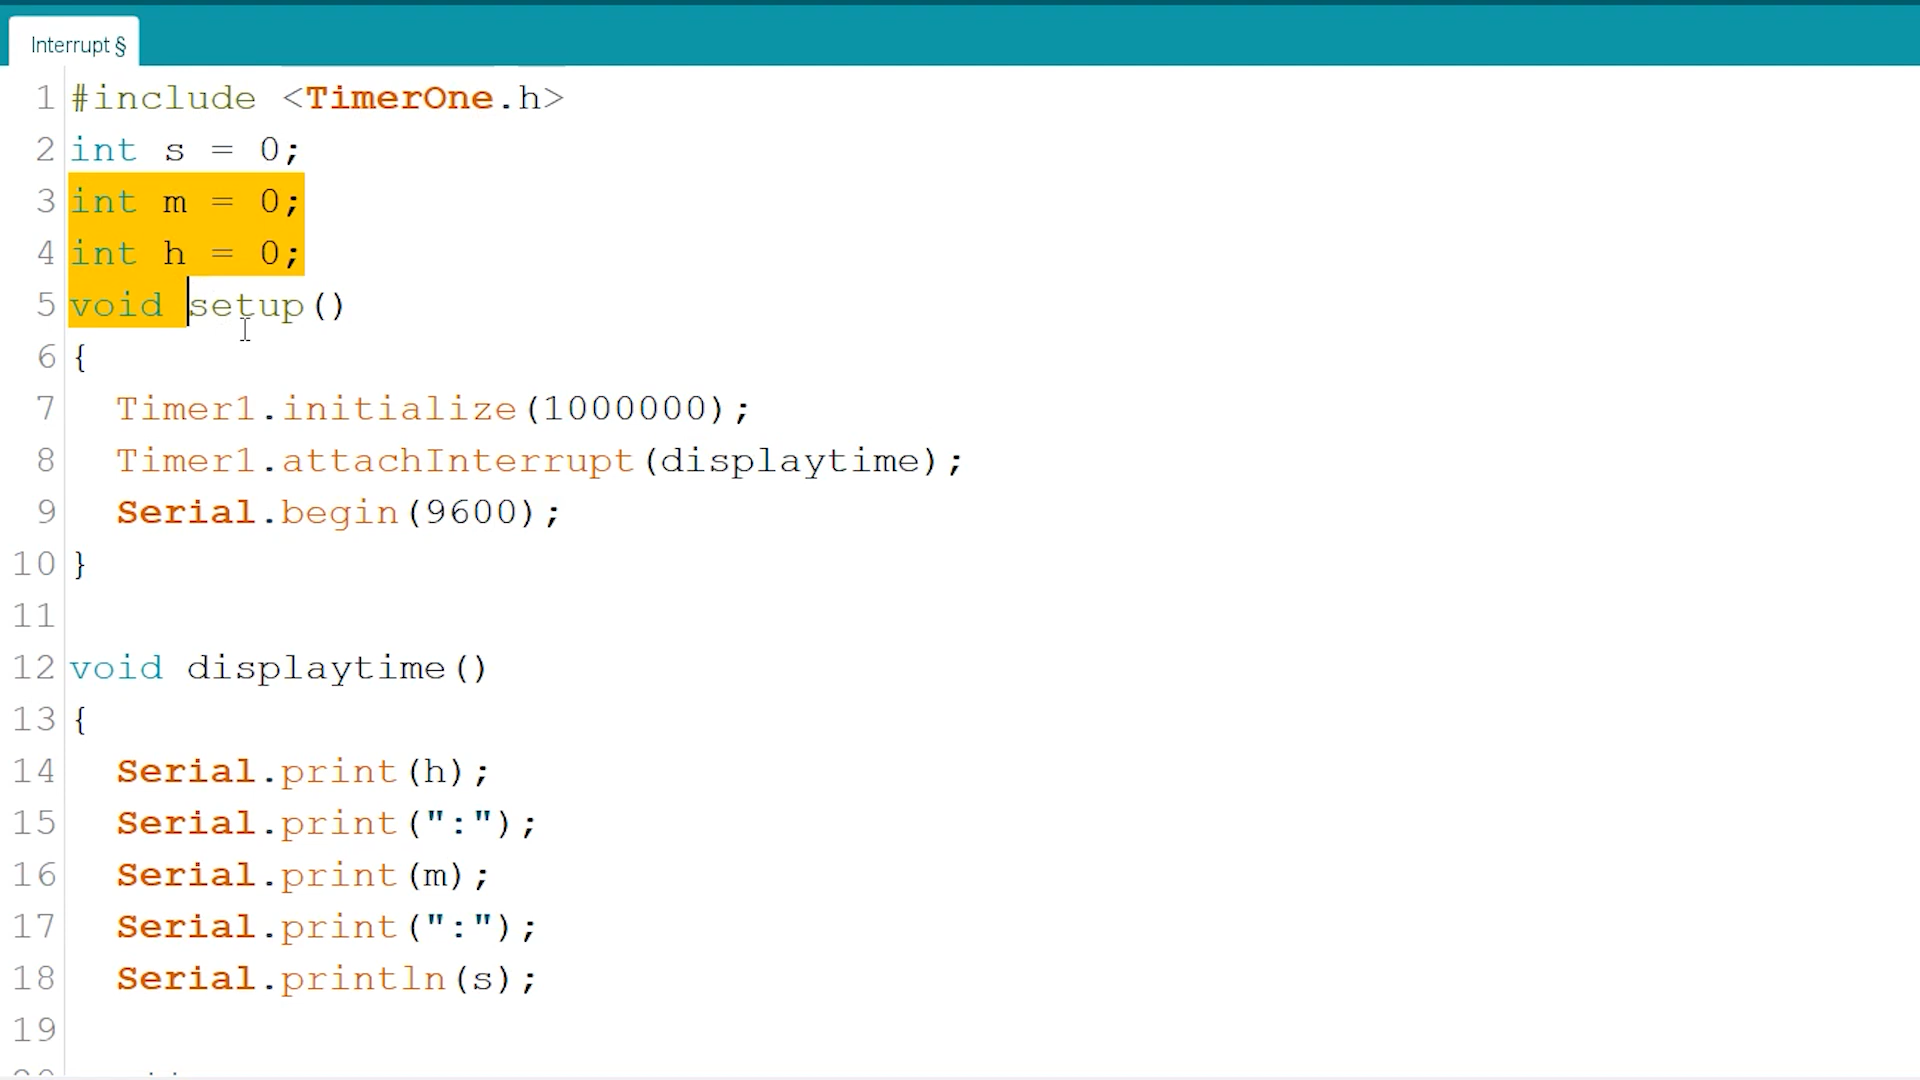 Interrupt §
1 #include <TimerOne.h>
2 int s = 0;
3 int m = 0;
4 int h = 0;
5 void setup()
6 {
7 Timer1.initialize(1000000);
8 Timer1.attachInterrupt(displaytime);
9 Serial.begin(9600);
10 }
11
12 void displaytime()
13 {
14 Serial.print(h);
15 Serial.print(":");
16 Serial.print(m);
17 Serial.print(":");
18 Serial.println(s);
19